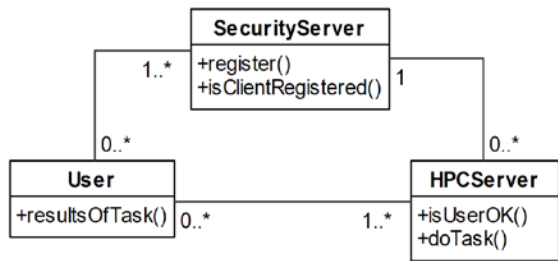 SecurityServer
+register()
+isClientRegistered()
1..*
1
0..*
0..*
User
+resultsOfTask()
HPCServer
+isUserOK()
+doTask()
0..*
1..*